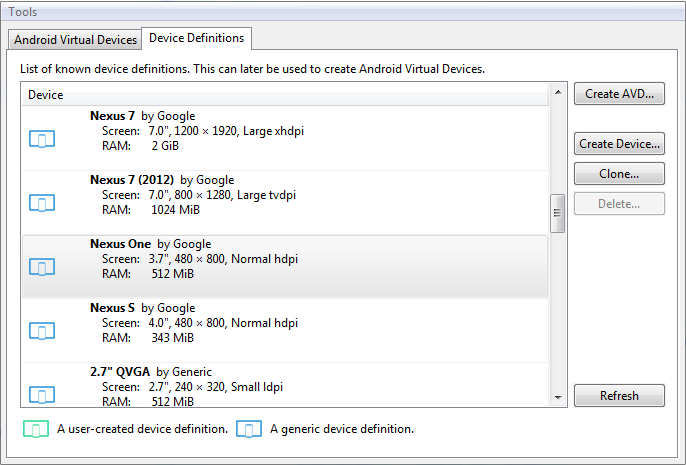 Tools
Android Virtual Devices
Device Definitions
List of known device definitions. This can later be used to create Android Virtual Devices.
Device
Create AVD...
Nexus 7 by Google
Screen: 7.0", 1200 × 1920, Large xhdpi
RAM: 2 GiB
Create Device...
Clone...
Nexus 7 (2012) by Google
Screen: 7.0", 800 × 1280, Large tvdpi
RAM: 1024 MiB
Delete...
Nexus One by Google
Screen: 3.7", 480 × 800, Normal hdpi
RAM: 512 MiB
Nexus S by Google
Screen: 4.0", 480 × 800, Normal hdpi
RAM: 343 MiB
2.7" QVGA by Generic
Screen: 2.7", 240 × 320, Small ldpi
RAM: 512 MiB
Refresh
A user-created device definition.
A generic device definition.